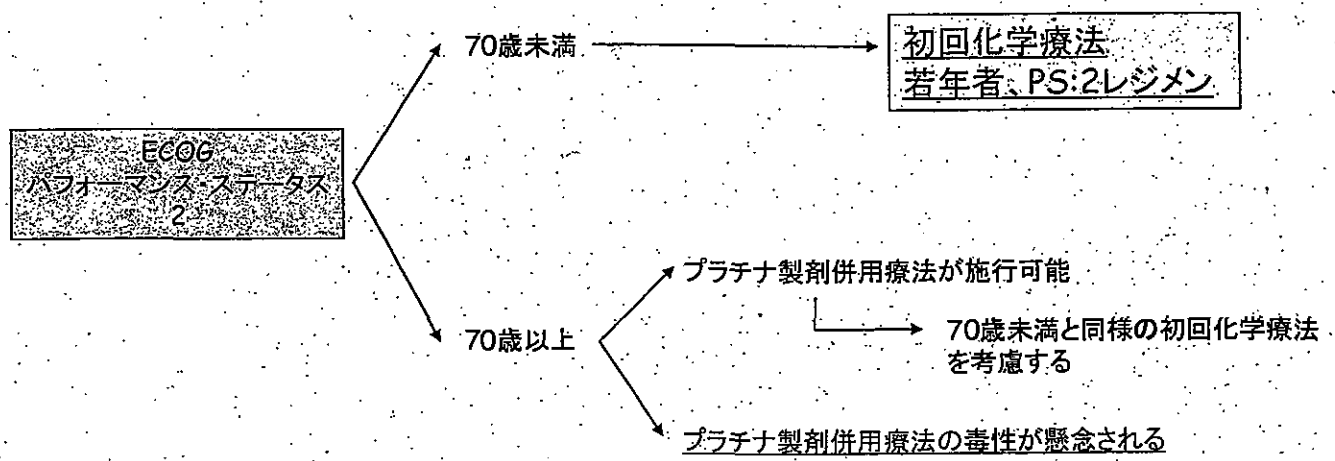 70歳未満
初回化学療法
若年者、PS:2レジメン
ECOG
パフォーマンス・ステータス
2
プラチナ製剤併用療法が施行可能
70歳以上
70歳未満と同様の初回化学療法
を考慮する
プラチナ製剤併用療法の毒性が懸念される